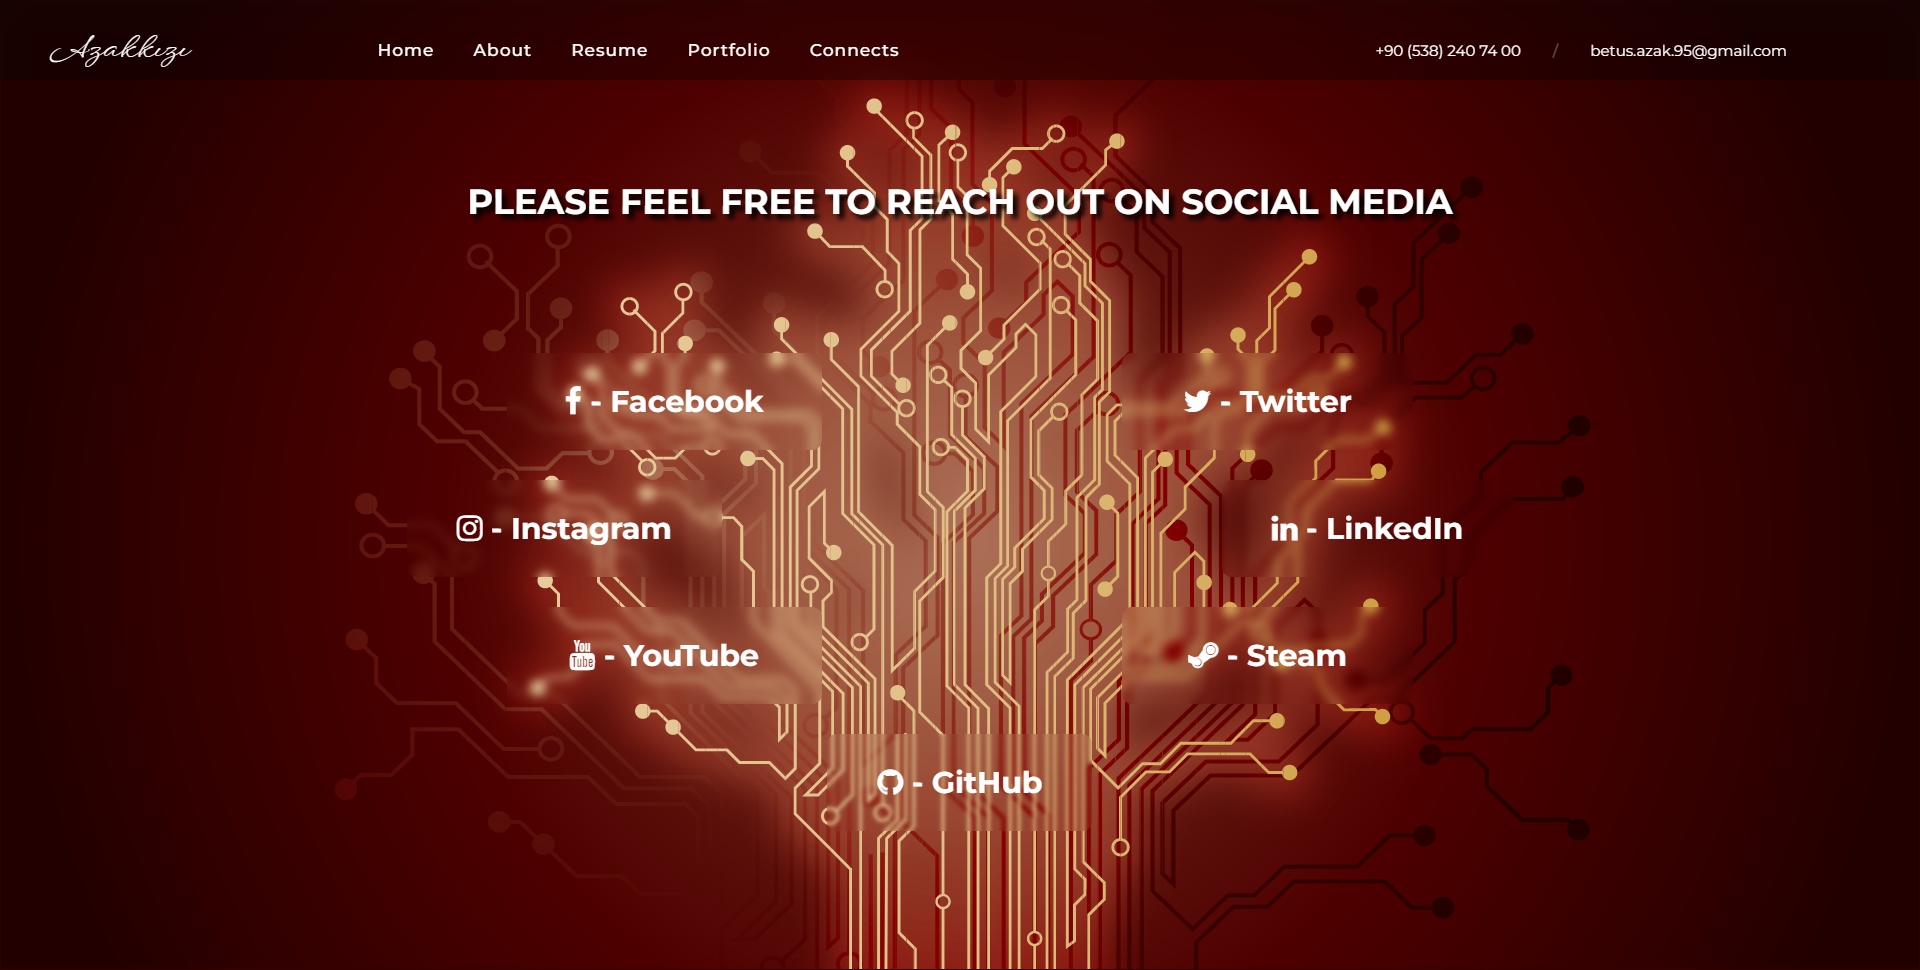 Azakkızı
Home About Resume Portfolio Connects
+90 (538) 240 74 00 / betus.azak.95@gmail.com
PLEASE FEEL FREE TO REACH OUT ON SOCIAL MEDIA
- Facebook
- Twitter
- Instagram
in - LinkedIn
You Tube - YouTube
- Steam
- GitHub